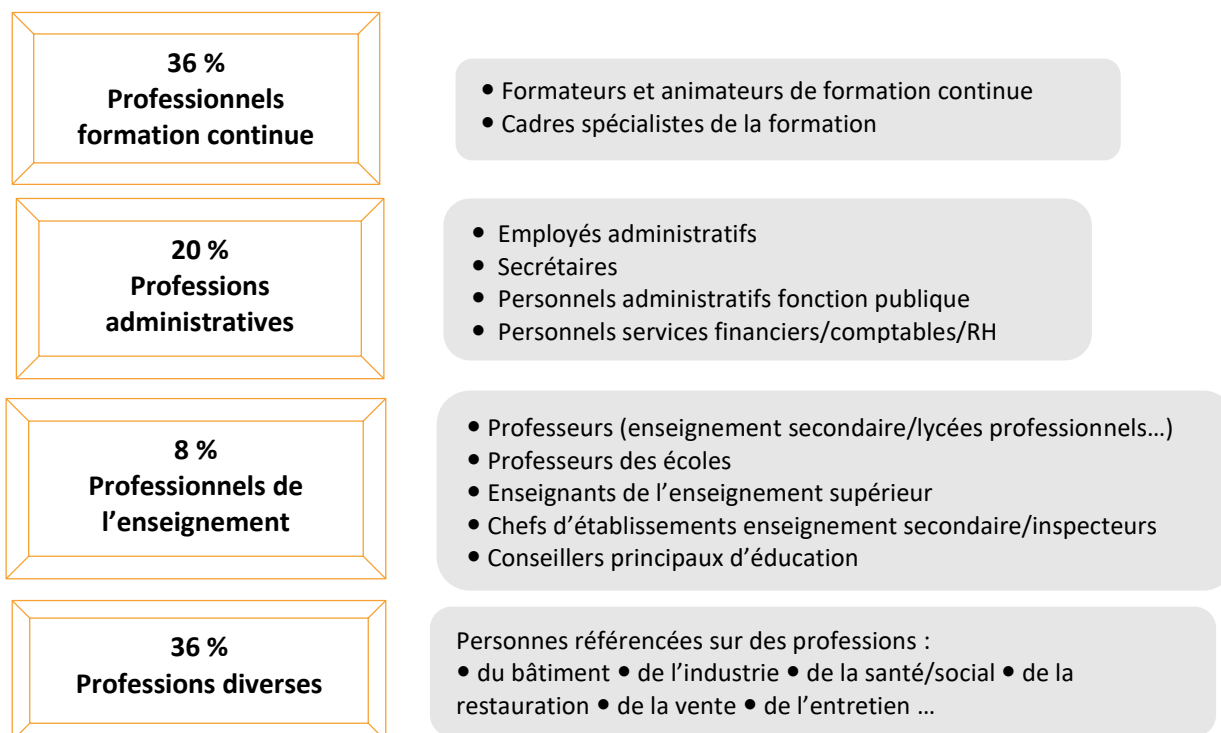 36 %
Professionnels
formation continue
• Formateurs et animateurs de formation continue
• Cadres spécialistes de la formation
20 %
Professions
administratives
• Employés administratifs
• Secrétaires
• Personnels administratifs fonction publique
• Personnels services financiers/comptables/RH
8 %
Professionnels de
l’enseignement
• Professeurs (enseignement secondaire/lycées professionnels…)
• Professeurs des écoles
• Enseignants de l’enseignement supérieur
• Chefs d’établissements enseignement secondaire/inspecteurs
• Conseillers principaux d’éducation
36 %
Professions diverses
Personnes référencées sur des professions :
• du bâtiment • de l’industrie • de la santé/social • de la
restauration • de la vente • de l’entretien …